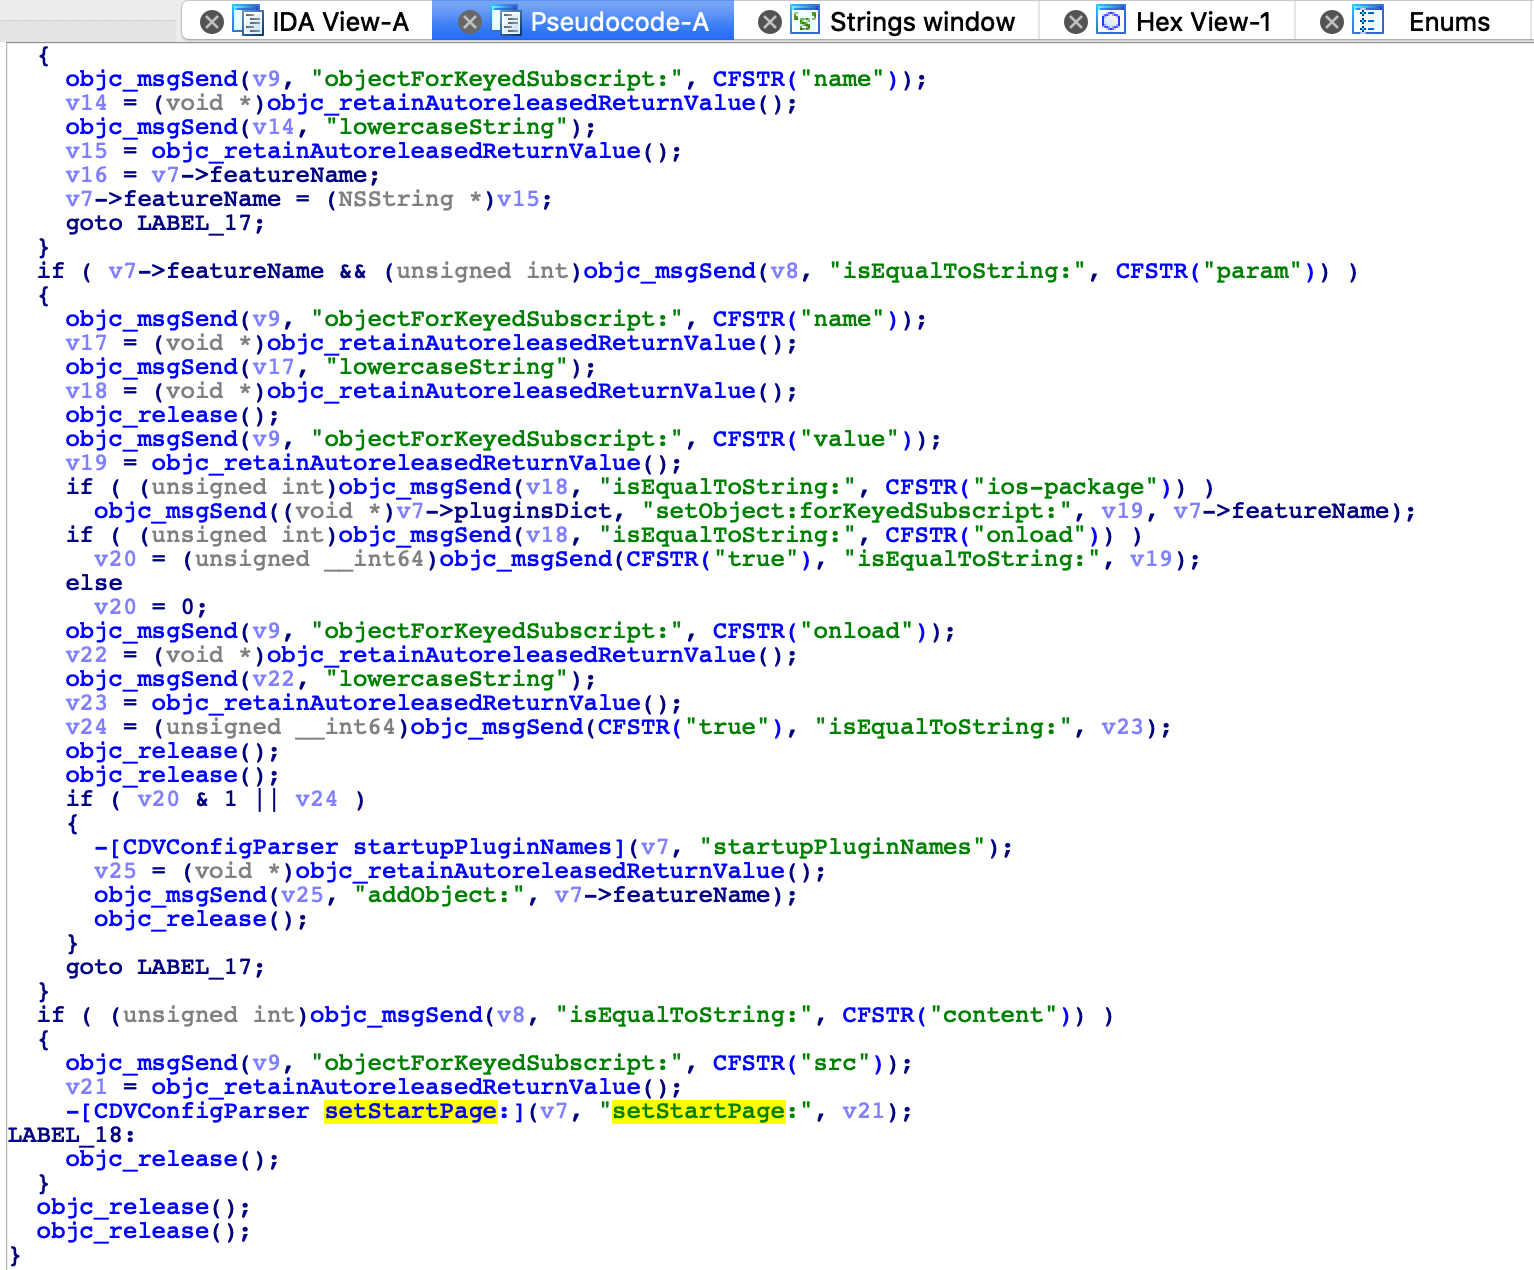 IDA View-A Pseudocode-A Strings window Hex View-1 Enums
{
objc_msgSend(v9, "objectForKeyedSubscript:", CFSTR("name"));
v14 = (void *)objc_retainAutoreleasedReturnValue();
objc_msgSend(v14, "lowercaseString");
v15 = objc_retainAutoreleasedReturnValue();
v16 = v7->featureName;
v7->featureName = (NSString *)v15;
goto LABEL_17;
}
if ( v7->featureName && (unsigned int)objc_msgSend(v8, "isEqualToString:", CFSTR("param")) )
{
objc_msgSend(v9, "objectForKeyedSubscript:", CFSTR("name"));
v17 = (void *)objc_retainAutoreleasedReturnValue();
objc_msgSend(v17, "lowercaseString");
v18 = (void *)objc_retainAutoreleasedReturnValue();
objc_release();
objc_msgSend(v9, "objectForKeyedSubscript:", CFSTR("value"));
v19 = objc_retainAutoreleasedReturnValue();
if ( (unsigned int)objc_msgSend(v18, "isEqualToString:", CFSTR("ios-package")) )
objc_msgSend((void *)v7->pluginsDict, "setObject:forKeyedSubscript:", v19, v7->featureName);
if ( (unsigned int)objc_msgSend(v18, "isEqualToString:", CFSTR("onload")) )
v20 = (unsigned __int64)objc_msgSend(CFSTR("true"), "isEqualToString:", v19);
else
v20 = 0;
objc_msgSend(v9, "objectForKeyedSubscript:", CFSTR("onload"));
v22 = (void *)objc_retainAutoreleasedReturnValue();
objc_msgSend(v22, "lowercaseString");
v23 = objc_retainAutoreleasedReturnValue();
v24 = (unsigned __int64)objc_msgSend(CFSTR("true"), "isEqualToString:", v23);
objc_release();
objc_release();
if ( v20 & 1 || v24 )
{
-[CDVConfigParser startupPluginNames](v7, "startupPluginNames");
v25 = (void *)objc_retainAutoreleasedReturnValue();
objc_msgSend(v25, "addObject:", v7->featureName);
objc_release();
}
goto LABEL_17;
}
if ( (unsigned int)objc_msgSend(v8, "isEqualToString:", CFSTR("content")) )
{
objc_msgSend(v9, "objectForKeyedSubscript:", CFSTR("src"));
v21 = objc_retainAutoreleasedReturnValue();
-[CDVConfigParser setStartPage:](v7, "setStartPage:", v21);
LABEL_18:
objc_release();
}
objc_release();
objc_release();
}